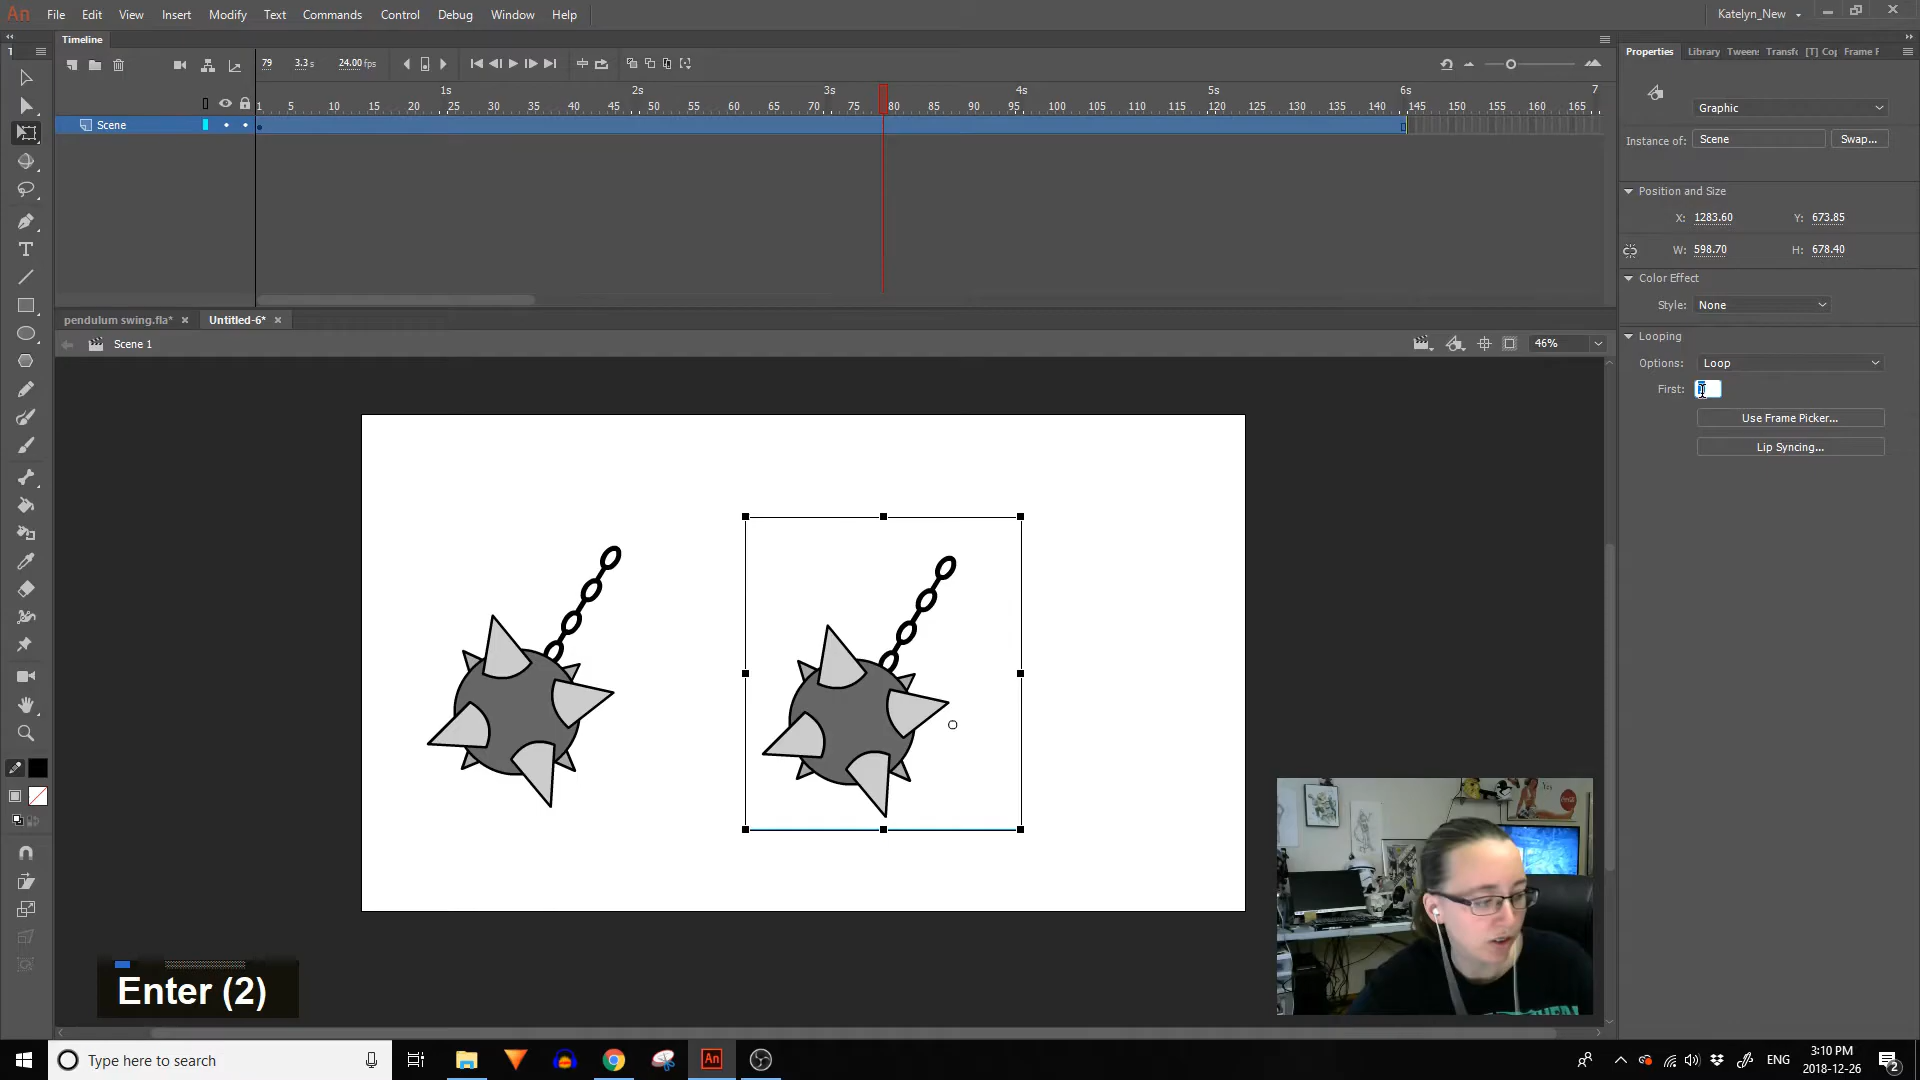 An File Edit View Insert Modify Text Commands Control Debug Window Help Katelyn_New
Timeline
Properties Library Tweens Transfo [T] Cop Frame P
79 3.3 s 24.00 fps
1s 2s 3s 4s 5s 6s 7
1 5 10 15 20 25 30 35 40 45 50 55 60 65 70 75 80 85 90 95 100 105 110 115 120 125 130 135 140 145 150 155 160 165
Scene
Graphic
Instance of: Scene Swap...
Position and Size
X: 1283.60 Y: 673.85
W: 598.70 H: 678.40
Color Effect
Style: None
Looping
Options: Loop
First:
Use Frame Picker...
Lip Syncing...
pendulum swing.fla* Untitled-6*
Scene 1 46%
Enter (2)
Type here to search
An
ENG 3:10 PM
2018-12-26 2